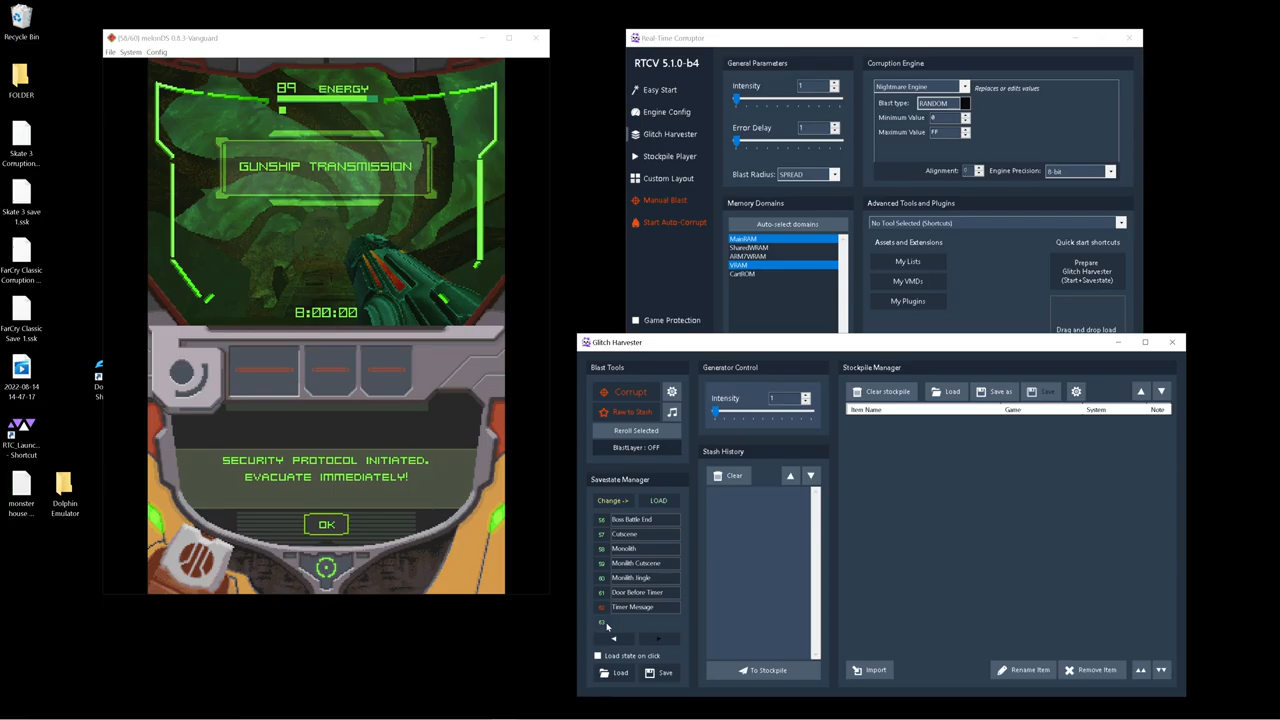 Recycle Bin
FOLDER
Skate 3
Corruption...
Skate 3 save
1.ssk
FarCry Classic
Corruption ...
FarCry Classic
Save 1.ssk
2022-08-14
14-47-17
RTC_Launc...
- Shortcut
monster
house ...
Dolphin
Emulator
Do
Sh
[58/60] melonDS 0.8.3-Vanguard
File System Config
89 ENERGY
GUNSHIP TRANSMISSION
8:00:00
SECURITY PROTOCOL INITIATED.
EVACUATE IMMEDIATELY!
OK
Real-Time Corruptor
RTCV 5.1.0-b4
Easy Start
Engine Config
Glitch Harvester
Stockpile Player
Custom Layout
Manual Blast
Start Auto-Corrupt
Game Protection
General Parameters
Intensity 1
Error Delay 1
Blast Radius: SPREAD
Memory Domains
Auto-select domains
MainRAM
SharedWRAM
ARM7WRAM
VRAM
CartROM
Corruption Engine
Nightmare Engine Replaces or edits values
Blast type: RANDOM
Minimum Value 0
Maximum Value FF
Alignment: 0 Engine Precision: 8-bit
Advanced Tools and Plugins
No Tool Selected (Shortcuts)
Assets and Extensions
My Lists
My VMDs
My Plugins
Quick start shortcuts
Prepare
Glitch Harvester
(Start+Savestate)
Drag and drop load
Glitch Harvester
Blast Tools
Corrupt
Raw to Stash
Reroll Selected
BlastLayer : OFF
Savestate Manager
Change -> LOAD
56 Boss Battle End
57 Cutscene
58 Monolith
59 Monilith Cutscene
60 Monilith Jingle
61 Door Before Timer
62 Timer Message
63
Load state on click
Load Save
Generator Control
Intensity 1
Stash History
Clear
To Stockpile
Stockpile Manager
Clear stockpile Load Save as Save
Item Name Game System Note
Import Rename Item Remove Item